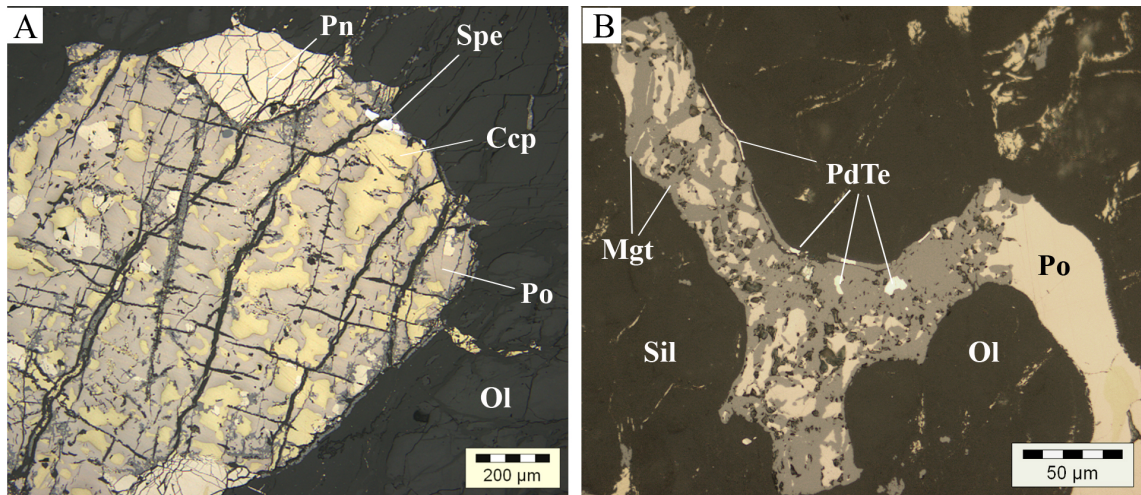 A
Pn
Spe
Ccp
Po
Ol
200 µm
B
PdTe
Mgt
Po
Sil
Ol
50 µm